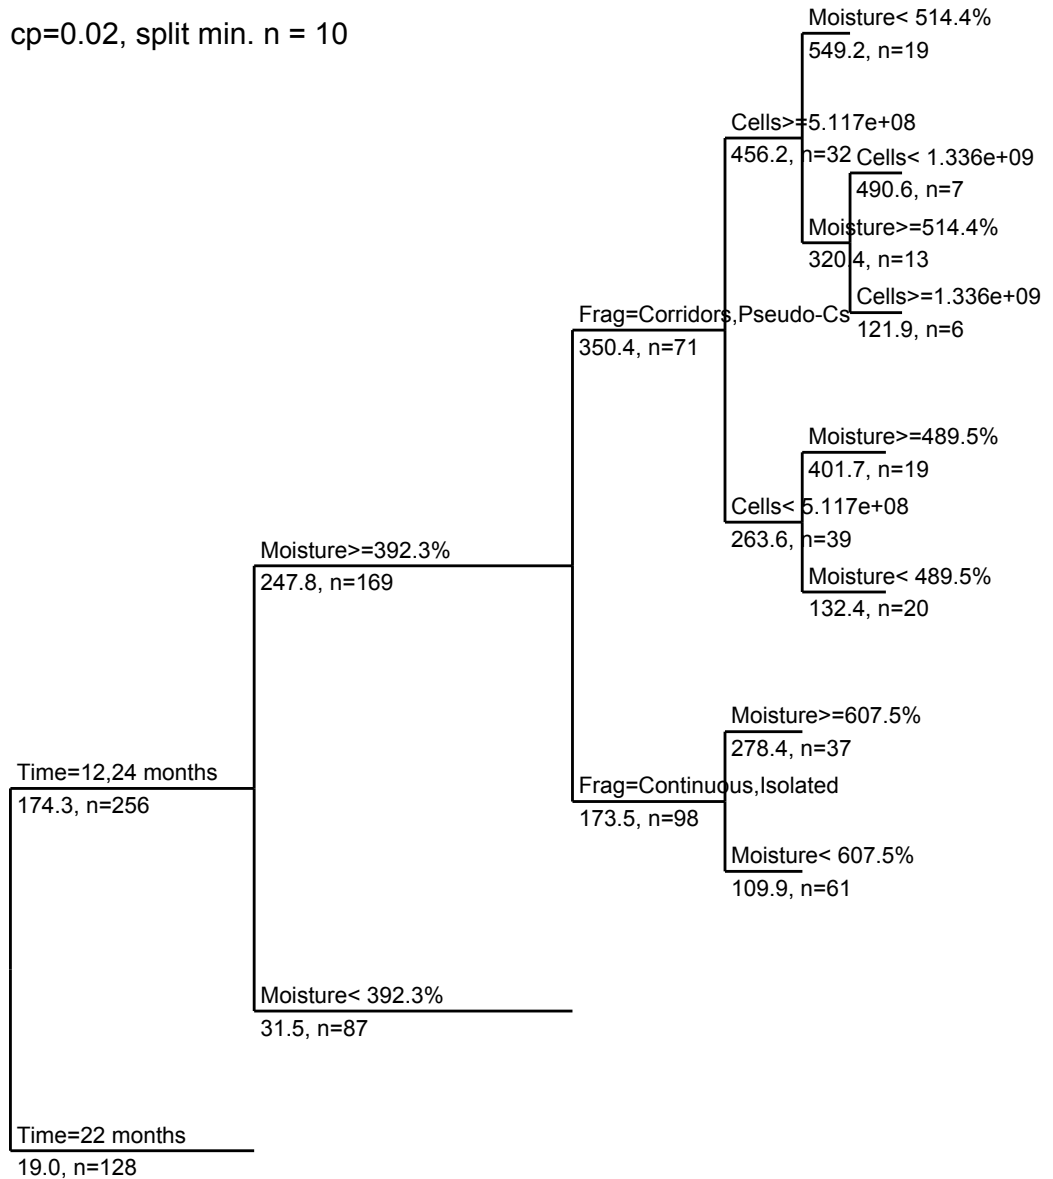 cp=0.02, split min. n = 10
Moisture< 514.4%
549.2, n=19
Cells>=5.117e+08
456.2, n=32
Cells< 1.336e+09
490.6, n=7
Moisture>=514.4%
320.4, n=13
Cells>=1.336e+09
121.9, n=6
Frag=Corridors,Pseudo-Cs
350.4, n=71
Moisture>=489.5%
401.7, n=19
Cells< 5.117e+08
263.6, n=39
Moisture< 489.5%
132.4, n=20
Moisture>=392.3%
247.8, n=169
Moisture>=607.5%
278.4, n=37
Time=12,24 months
174.3, n=256
Frag=Continuous,Isolated
173.5, n=98
Moisture< 607.5%
109.9, n=61
Moisture< 392.3%
31.5, n=87
Time=22 months
19.0, n=128